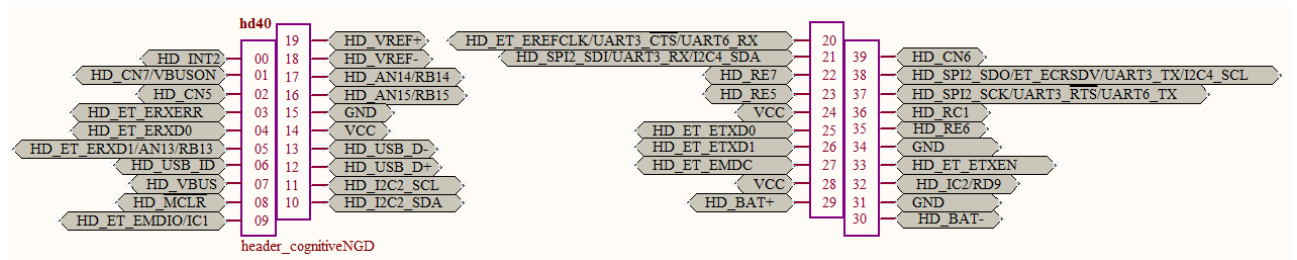 hd40
HD_INT2 00
HD_CN7/VBUSON 01
HD_CN5 02
HD_ET_ERXERR 03
HD_ET_ERXD0 04
HD_ET_ERXD1/AN13/RB13 05
HD_USB_ID 06
HD_VBUS 07
HD_MCLR 08
HD_ET_EMDIO/IC1 09
19 HD_VREF+
18 HD_VREF-
17 HD_AN14/RB14
16 HD_AN15/RB15
15 GND
14 VCC
13 HD_USB_D-
12 HD_USB_D+
11 HD_I2C2_SCL
10 HD_I2C2_SDA
header_cognitiveNGD
HD_ET_EREFCLK/UART3_CTS/UART6_RX 20
HD_SPI2_SDI/UART3_RX/I2C4_SDA 21
HD_RE7 22
HD_RE5 23
VCC 24
HD_ET_ETXD0 25
HD_ET_ETXD1 26
HD_ET_EMDC 27
VCC 28
HD_BAT+ 29
39 HD_CN6
38 HD_SPI2_SDO/ET_ECRSDV/UART3_TX/I2C4_SCL
37 HD_SPI2_SCK/UART3_RTS/UART6_TX
36 HD_RC1
35 HD_RE6
34 GND
33 HD_ET_ETXEN
32 HD_IC2/RD9
31 GND
30 HD_BAT-